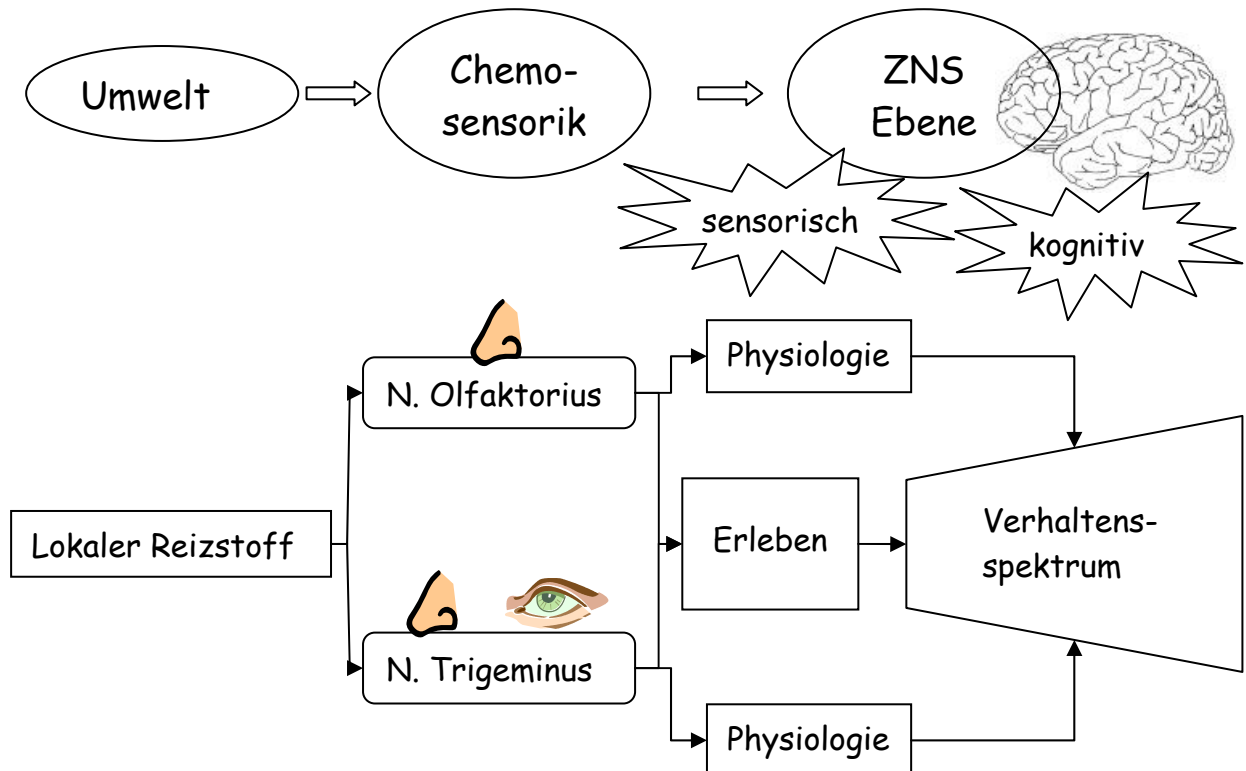 Umwelt
Chemo-
sensorik
ZNS
Ebene
sensorisch
kognitiv
N. Olfaktorius
Physiologie
Lokaler Reizstoff
Erleben
Verhaltens-
spektrum
N. Trigeminus
Physiologie